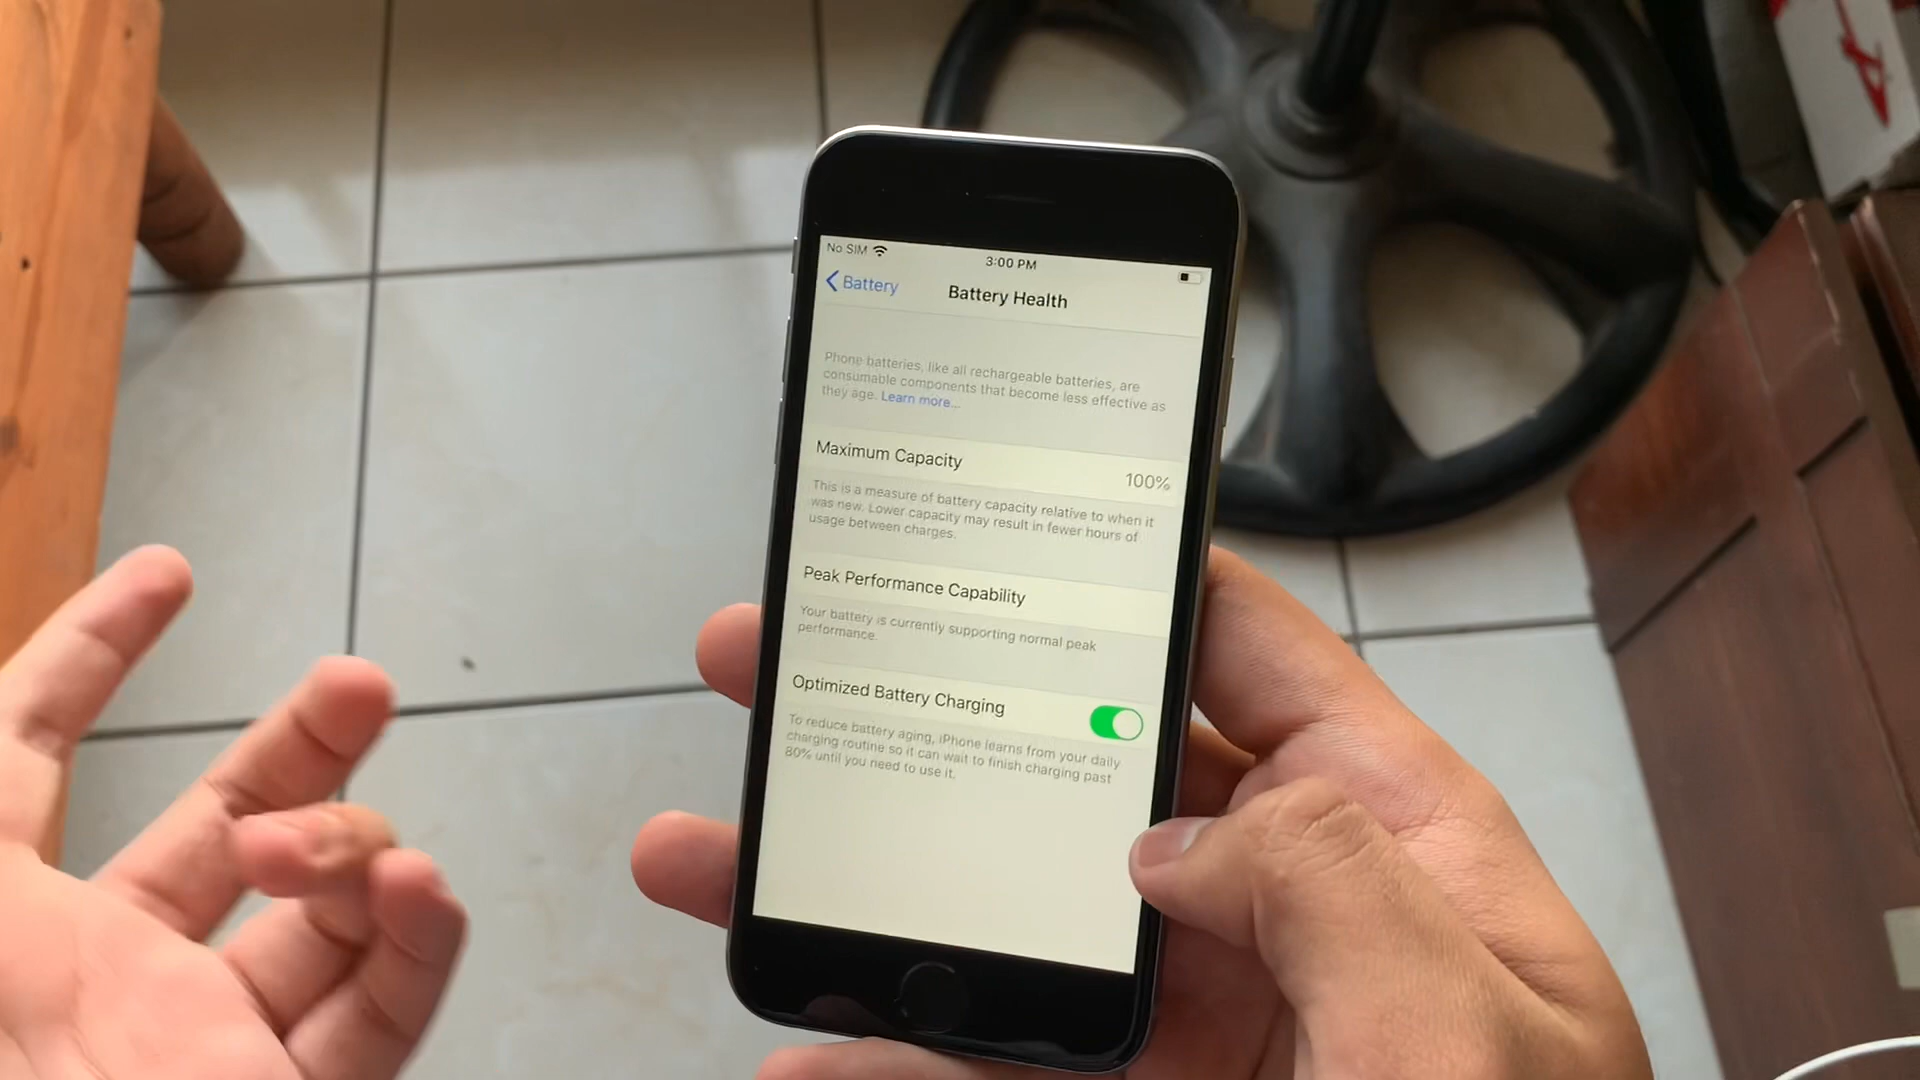 No SIM
3:00 PM
Battery
Battery Health
Phone batteries, like all rechargeable batteries, are
consumable components that become less effective as
they age. Learn more...
Maximum Capacity
100%
This is a measure of battery capacity relative to when it
was new. Lower capacity may result in fewer hours of
usage between charges.
Peak Performance Capability
Your battery is currently supporting normal peak
performance.
Optimized Battery Charging
To reduce battery aging, iPhone learns from your daily
charging routine so it can wait to finish charging past
80% until you need to use it.